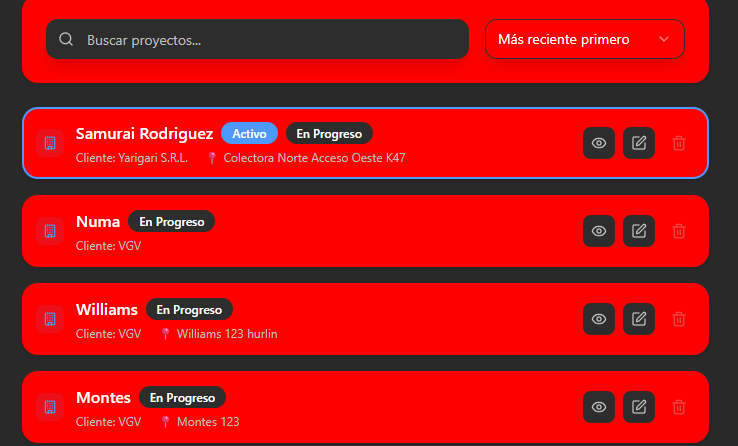 Buscar proyectos...
Más reciente primero
Samurai Rodriguez Activo En Progreso
Cliente: Yarigari S.R.L. 📍 Colectora Norte Acceso Oeste K47
Numa En Progreso
Cliente: VGV
Williams En Progreso
Cliente: VGV 📍 Williams 123 hurlin
Montes En Progreso
Cliente: VGV 📍 Montes 123